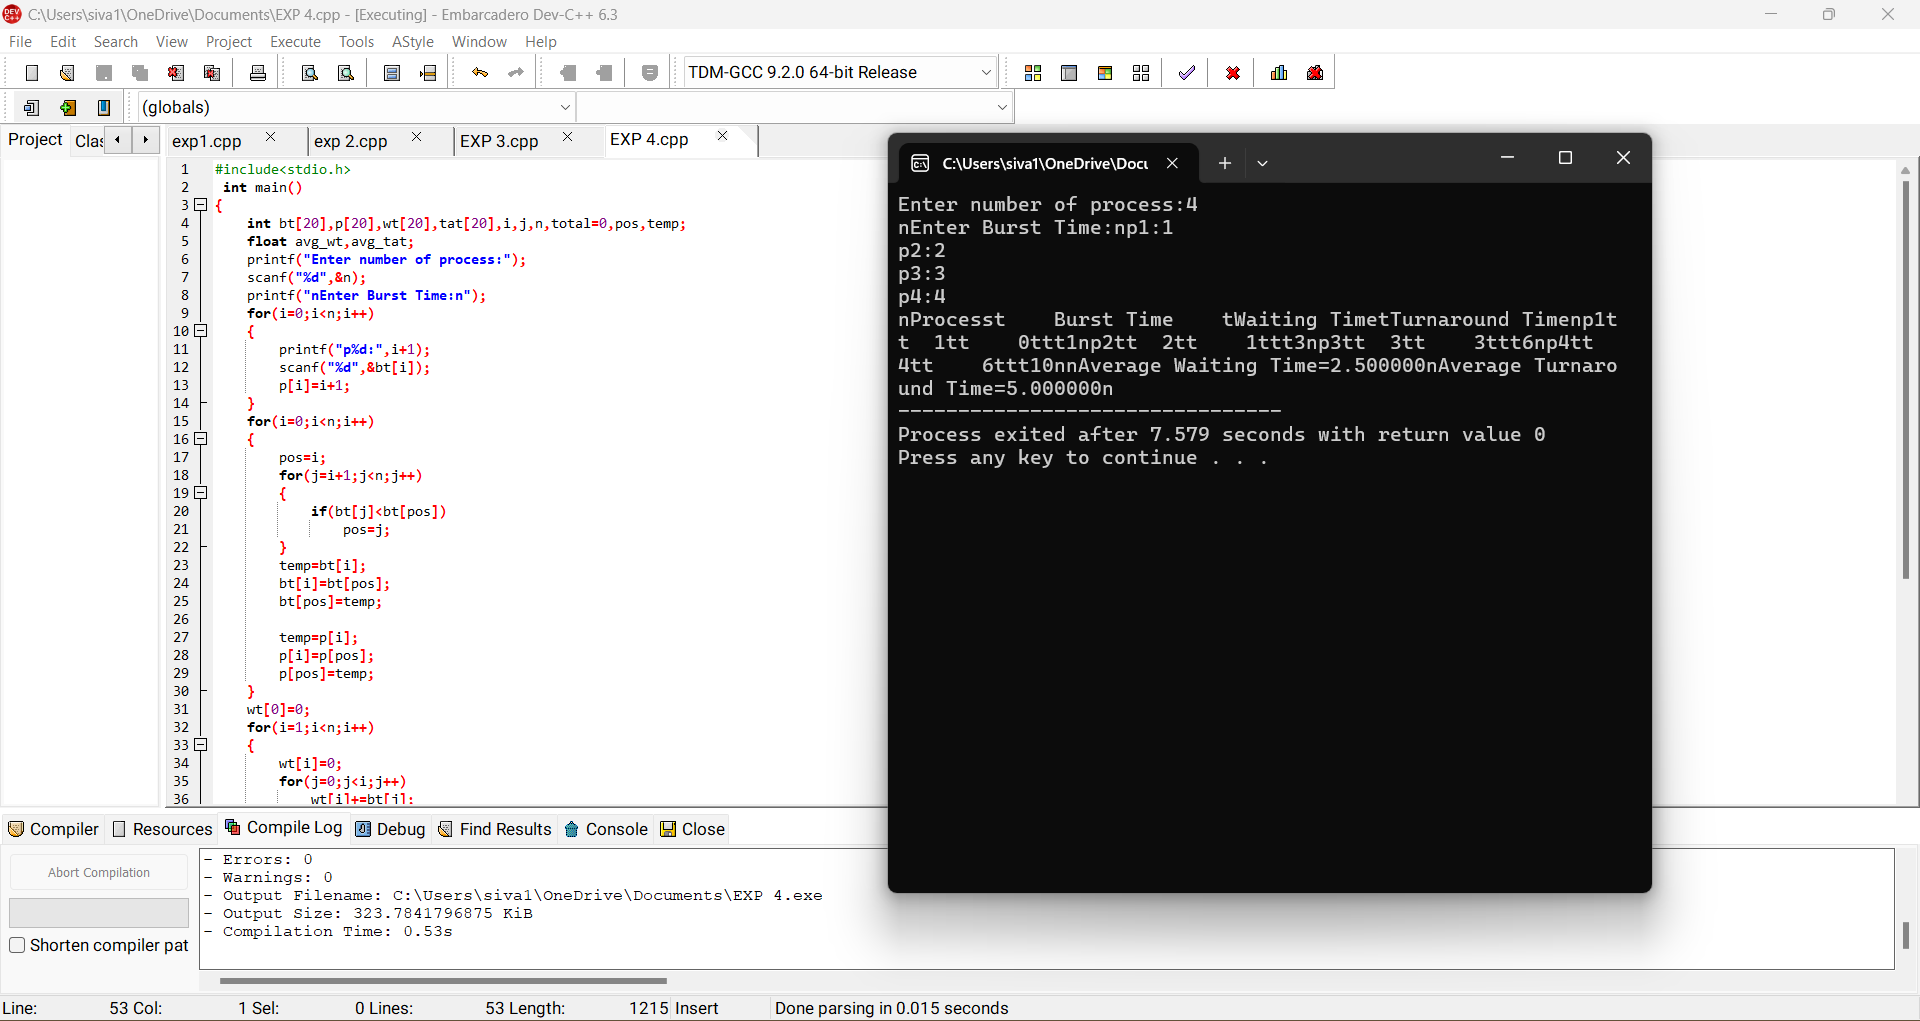 C:\Users\siva1\OneDrive\Documents\EXP 4.cpp - [Executing] - Embarcadero Dev-C++ 6.3
File Edit Search View Project Execute Tools AStyle Window Help
TDM-GCC 9.2.0 64-bit Release
(globals)
Project Clas
exp1.cpp exp 2.cpp EXP 3.cpp EXP 4.cpp
1 #include<stdio.h>
2 int main()
3 {
4 int bt[20],p[20],wt[20],tat[20],i,j,n,total=0,pos,temp;
5 float avg_wt,avg_tat;
6 printf("Enter number of process:");
7 scanf("%d",&n);
8 printf("nEnter Burst Time:n");
9 for(i=0;i<n;i++)
10 {
11 printf("p%d:",i+1);
12 scanf("%d",&bt[i]);
13 p[i]=i+1;
14 }
15 for(i=0;i<n;i++)
16 {
17 pos=i;
18 for(j=i+1;j<n;j++)
19 {
20 if(bt[j]<bt[pos])
21 pos=j;
22 }
23 temp=bt[i];
24 bt[i]=bt[pos];
25 bt[pos]=temp;
26
27 temp=p[i];
28 p[i]=p[pos];
29 p[pos]=temp;
30 }
31 wt[0]=0;
32 for(i=1;i<n;i++)
33 {
34 wt[i]=0;
35 for(j=0;j<i;j++)
36 wt[i]+=bt[j];
C:\Users\siva1\OneDrive\Docu
Enter number of process:4
nEnter Burst Time:np1:1
p2:2
p3:3
p4:4
nProcesst    Burst Time    tWaiting TimetTurnaround Timenp1t
t  1tt    0ttt1np2tt  2tt    1ttt3np3tt  3tt    3ttt6np4tt
4tt    6ttt10nnAverage Waiting Time=2.500000nAverage Turnaro
und Time=5.000000n
--------------------------------
Process exited after 7.579 seconds with return value 0
Press any key to continue . . .
Compiler Resources Compile Log Debug Find Results Console Close
Abort Compilation
Shorten compiler pat
- Errors: 0
- Warnings: 0
- Output Filename: C:\Users\siva1\OneDrive\Documents\EXP 4.exe
- Output Size: 323.7841796875 KiB
- Compilation Time: 0.53s
Line: 53 Col: 1 Sel: 0 Lines: 53 Length: 1215 Insert Done parsing in 0.015 seconds